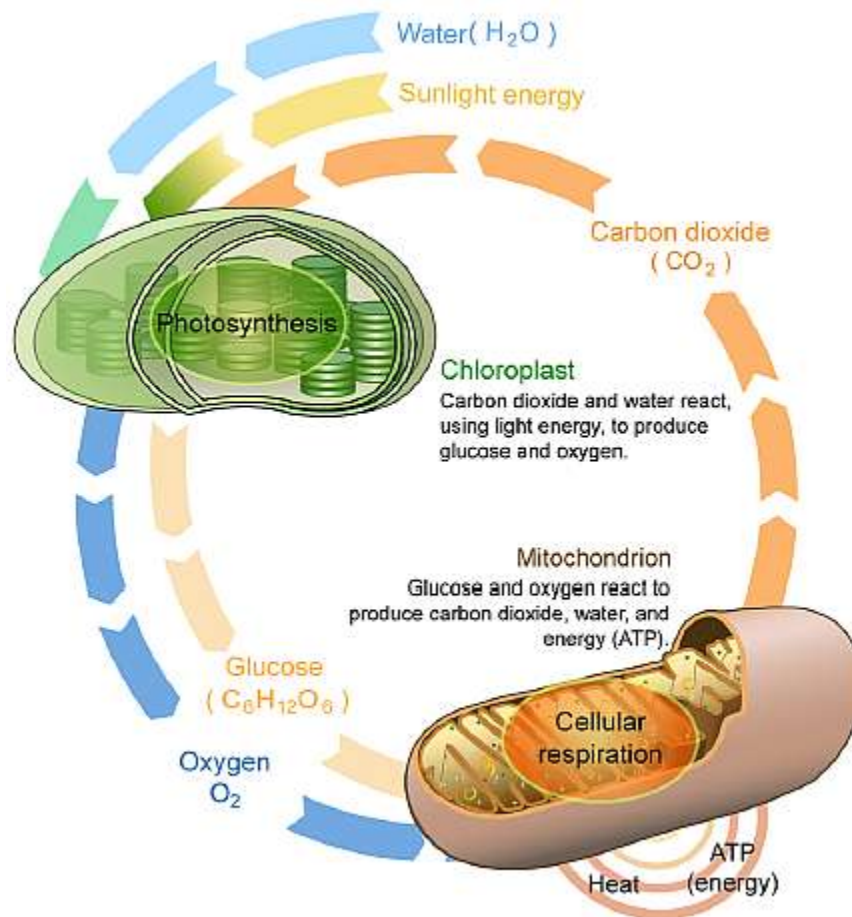 Water( H₂O )
Sunlight energy
Carbon dioxide
( CO₂ )
Photosynthesis
Chloroplast
Carbon dioxide and water react,
using light energy, to produce
glucose and oxygen.
Mitochondrion
Glucose and oxygen react to
produce carbon dioxide, water, and
energy (ATP).
Glucose
( C₆H₁₂O₆ )
Cellular
respiration
Oxygen
O₂
ATP
(energy)
Heat